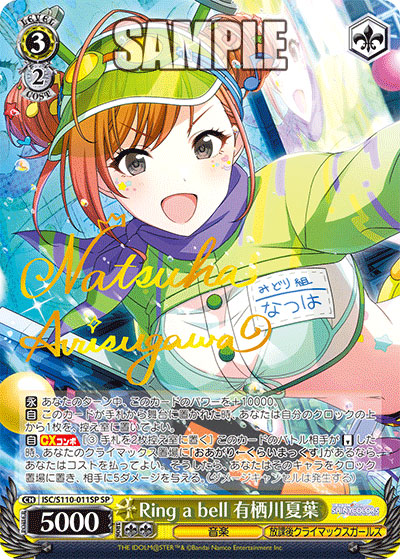 LEVEL
3
2
COST
SAMPLE
みどり組
なつは
Natsuha
Arisugawa
永 あなたのターン中、このカードのパワーを+10000。
自 このカードが手札から舞台に置かれた時、あなたは自分のクロックの上から1枚を、控え室に置いてよい。
自 CXコンボ [③ 手札を2枚控え室に置く] このカードのバトル相手が した時、あなたのクライマックス置場に「おおがりーくらいまっくす」があるなら、あなたはコストを払ってよい。そうしたら、あなたはそのキャラをクロック置場に置き、相手に5ダメージを与える。(ダメージキャンセルは発生する)
CH ISC/S110-011SP SP
Ring a bell 有栖川夏葉
SHINYCOLORS
POWER
5000
音楽
放課後クライマックスガールズ
THE IDOLM@STER™& ©Bandai Namco Entertainment Inc.